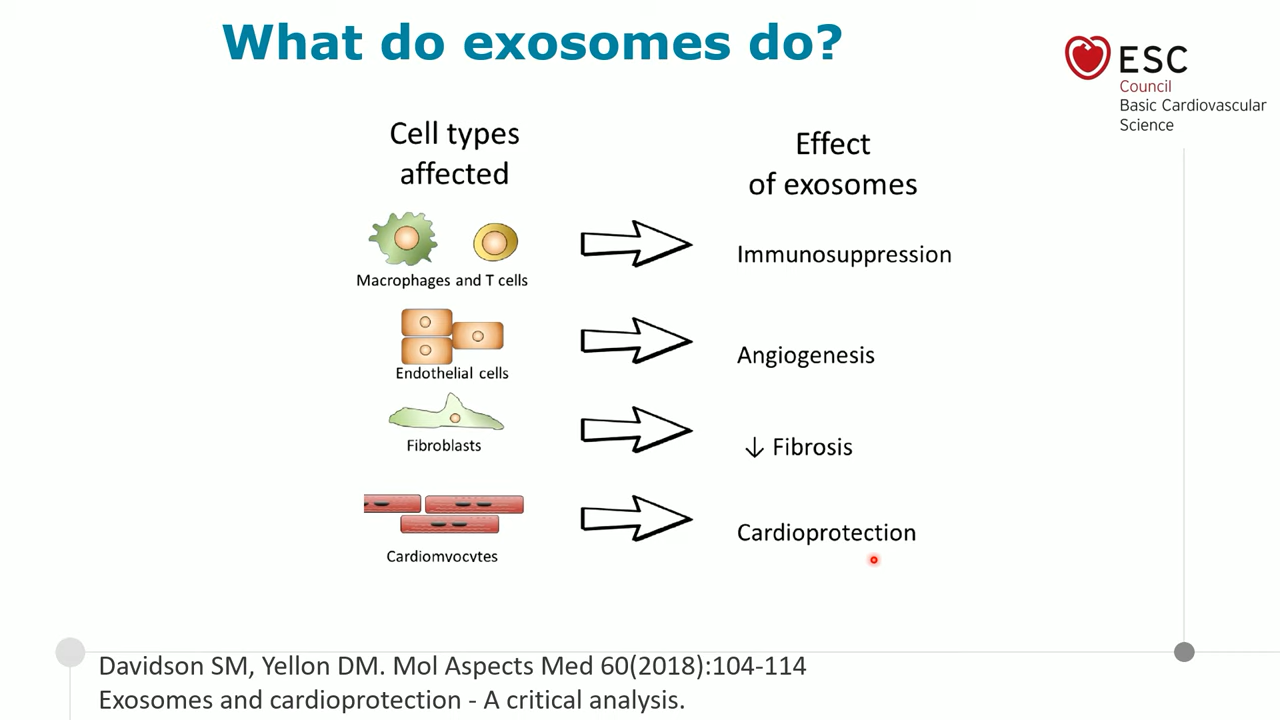 What do exosomes do?
ESC
Council
Basic Cardiovascular
Science
Cell types
affected
Effect
of exosomes
Macrophages and T cells
Immunosuppression
Endothelial cells
Angiogenesis
Fibroblasts
↓ Fibrosis
Cardiomyocytes
Cardioprotection
Davidson SM, Yellon DM. Mol Aspects Med 60(2018):104-114
Exosomes and cardioprotection - A critical analysis.